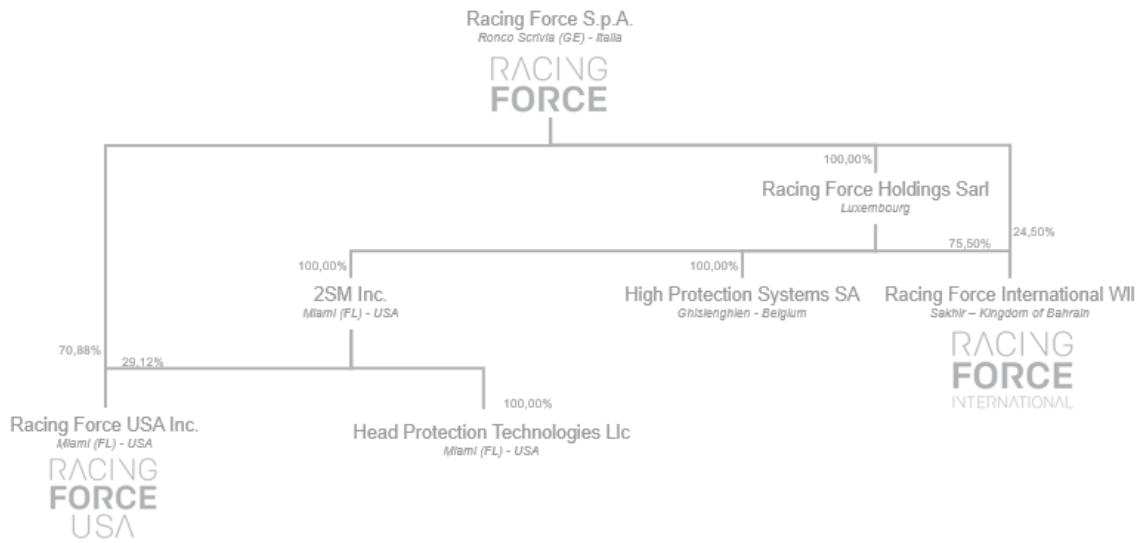 Racing Force S.p.A.
Ronco Scrivia (GE) - Italia
RACING
FORCE
100,00%
Racing Force Holdings Sarl
Luxembourg
24,50%
75,50%
100,00%
2SM Inc.
Miami (FL) - USA
100,00%
High Protection Systems SA
Ghislenghien - Belgium
Racing Force International Wll
Sakhir – Kingdom of Bahrain
RACING
FORCE
INTERNATIONAL
70,88%
29,12%
100,00%
Racing Force USA Inc.
Miami (FL) - USA
RACING
FORCE
USA
Head Protection Technologies Llc
Miami (FL) - USA